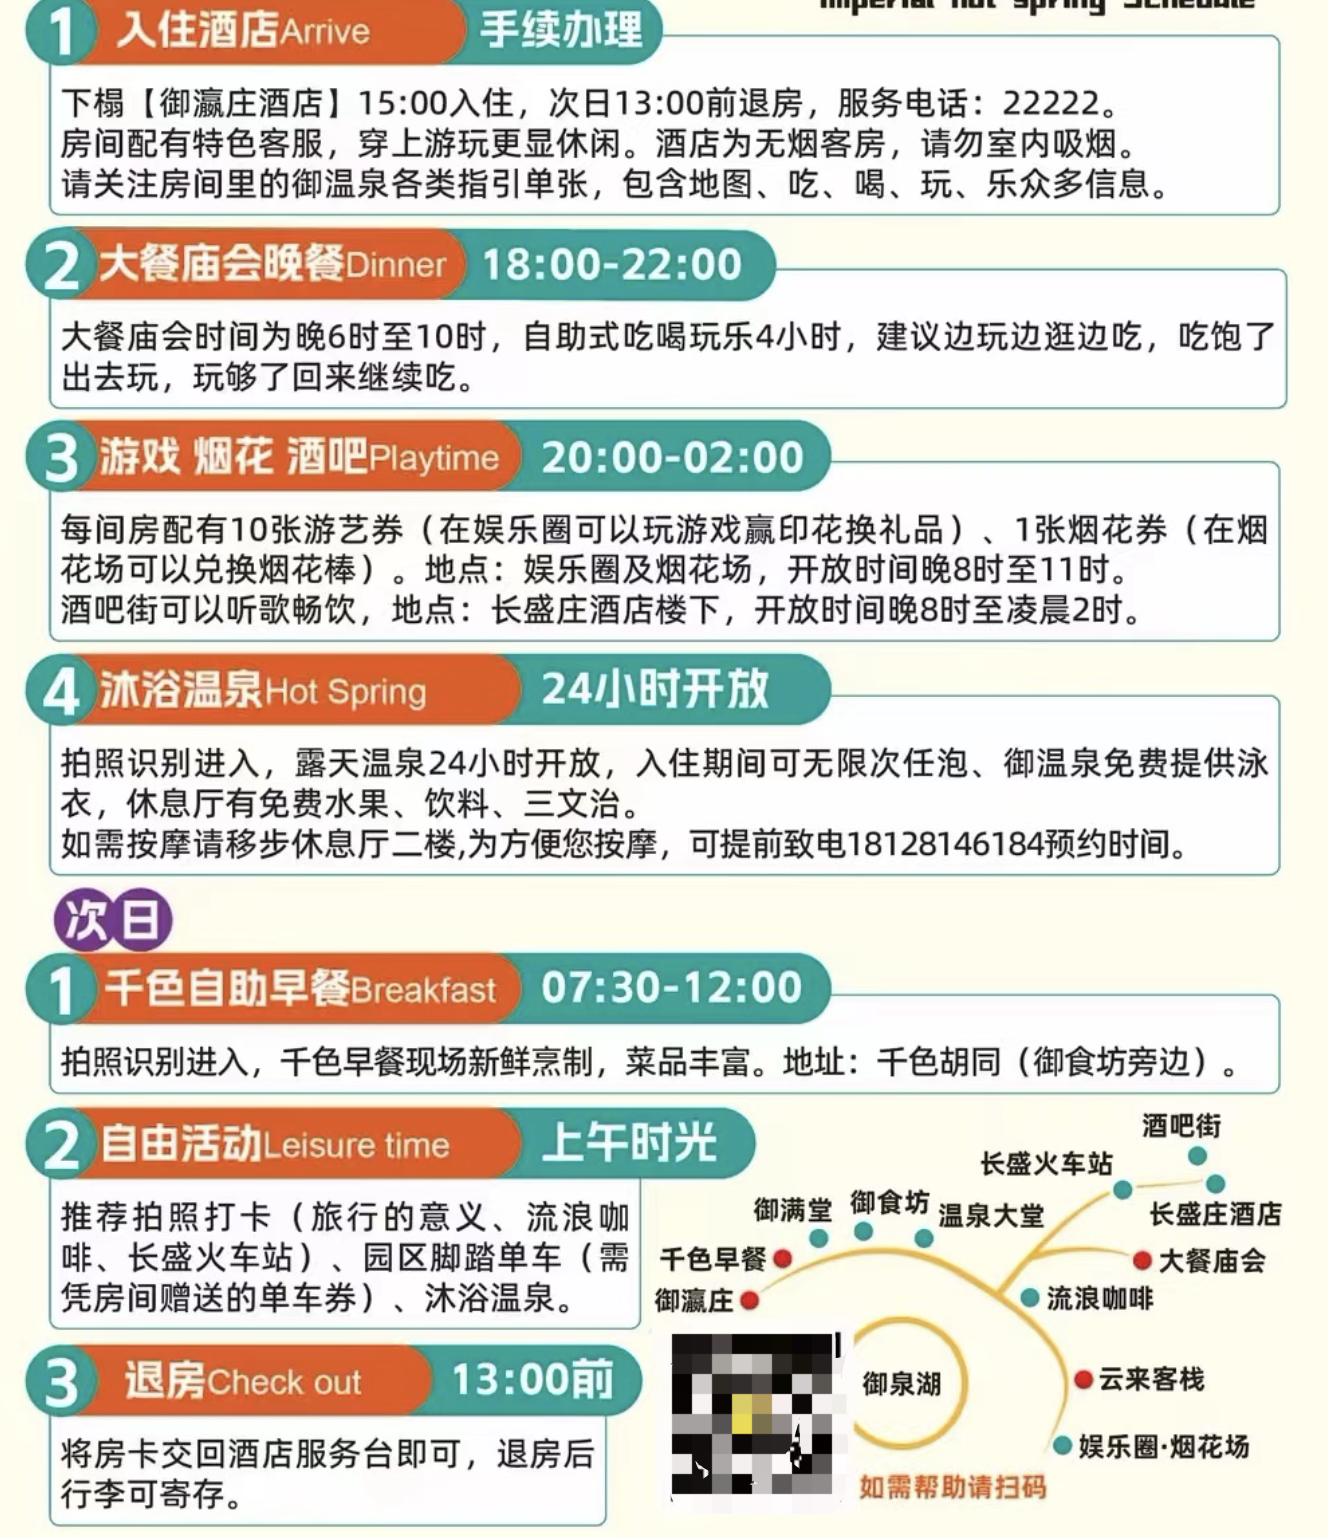 Imperial hot spring Schedule
1 入住酒店Arrive 手续办理
下榻【御瀛庄酒店】15:00入住，次日13:00前退房，服务电话：22222。
房间配有特色客服，穿上游玩更显休闲。酒店为无烟客房，请勿室内吸烟。
请关注房间里的御温泉各类指引单张，包含地图、吃、喝、玩、乐众多信息。
2 大餐庙会晚餐Dinner 18:00-22:00
大餐庙会时间为晚6时至10时，自助式吃喝玩乐4小时，建议边玩边逛边吃，吃饱了
出去玩，玩够了回来继续吃。
3 游戏 烟花 酒吧Playtime 20:00-02:00
每间房配有10张游艺券（在娱乐圈可以玩游戏赢印花换礼品）、1张烟花券（在烟
花场可以兑换烟花棒）。地点：娱乐圈及烟花场，开放时间晚8时至11时。
酒吧街可以听歌畅饮，地点：长盛庄酒店楼下，开放时间晚8时至凌晨2时。
4 沐浴温泉Hot Spring 24小时开放
拍照识别进入，露天温泉24小时开放，入住期间可无限次任泡、御温泉免费提供泳
衣，休息厅有免费水果、饮料、三文治。
如需按摩请移步休息厅二楼,为方便您按摩，可提前致电18128146184预约时间。
次日
1 千色自助早餐Breakfast 07:30-12:00
拍照识别进入，千色早餐现场新鲜烹制，菜品丰富。地址：千色胡同（御食坊旁边）。
2 自由活动Leisure time 上午时光
推荐拍照打卡（旅行的意义、流浪咖
啡、长盛火车站）、园区脚踏单车（需
凭房间赠送的单车券）、沐浴温泉。
3 退房Check out 13:00前
将房卡交回酒店服务台即可，退房后
行李可寄存。
酒吧街
长盛火车站
长盛庄酒店
御满堂
御食坊
温泉大堂
千色早餐
大餐庙会
御瀛庄
流浪咖啡
御泉湖
云来客栈
娱乐圈·烟花场
如需帮助请扫码